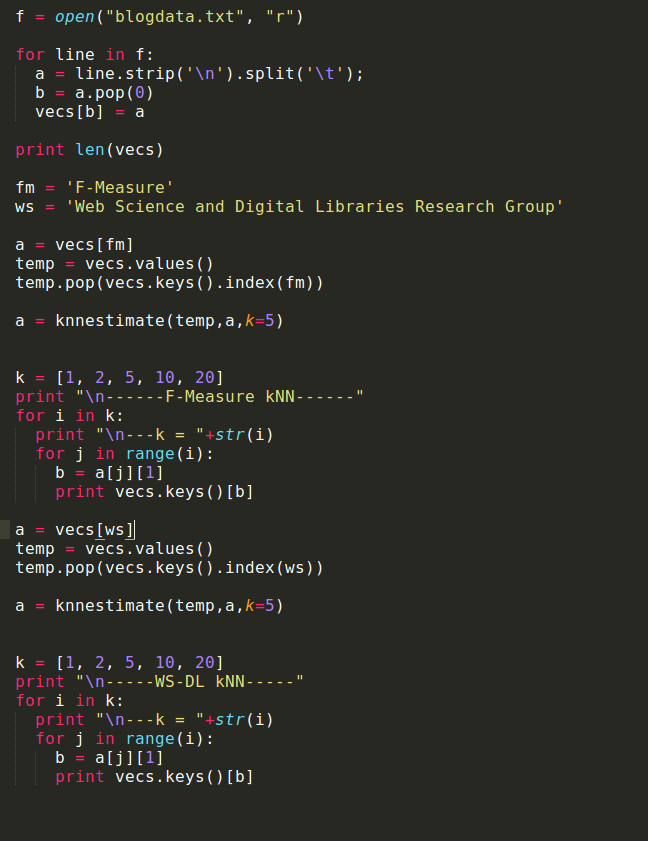 f = open("blogdata.txt", "r")
for line in f:
  a = line.strip('\n').split('\t');
  b = a.pop(0)
  vecs[b] = a
print len(vecs)
fm = 'F-Measure'
ws = 'Web Science and Digital Libraries Research Group'
a = vecs[fm]
temp = vecs.values()
temp.pop(vecs.keys().index(fm))
a = knnestimate(temp,a,k=5)
k = [1, 2, 5, 10, 20]
print "\n------F-Measure kNN------"
for i in k:
  print "\n---k = "+str(i)
  for j in range(i):
    b = a[j][1]
    print vecs.keys()[b]
a = vecs[ws]
temp = vecs.values()
temp.pop(vecs.keys().index(ws))
a = knnestimate(temp,a,k=5)
k = [1, 2, 5, 10, 20]
print "\n-----WS-DL kNN-----"
for i in k:
  print "\n---k = "+str(i)
  for j in range(i):
    b = a[j][1]
    print vecs.keys()[b]